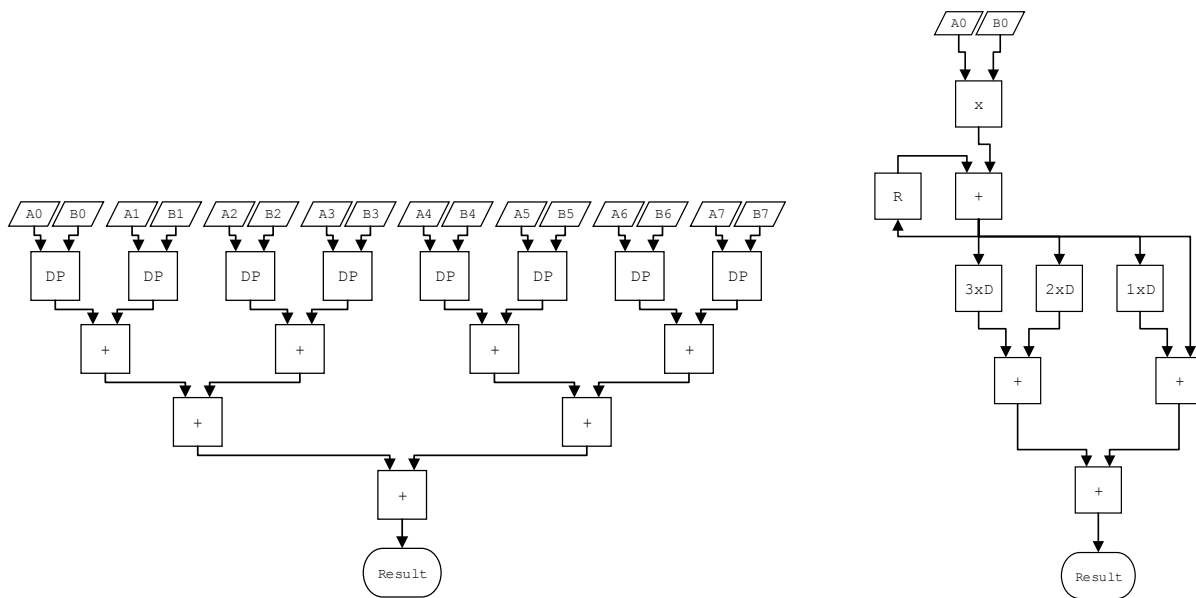 A0 B0
x
R +
3xD 2xD 1xD
+ +
+
Result
A0 B0 A1 B1 A2 B2 A3 B3 A4 B4 A5 B5 A6 B6 A7 B7
DP DP DP DP DP DP DP DP
+ + + +
+ +
+
Result